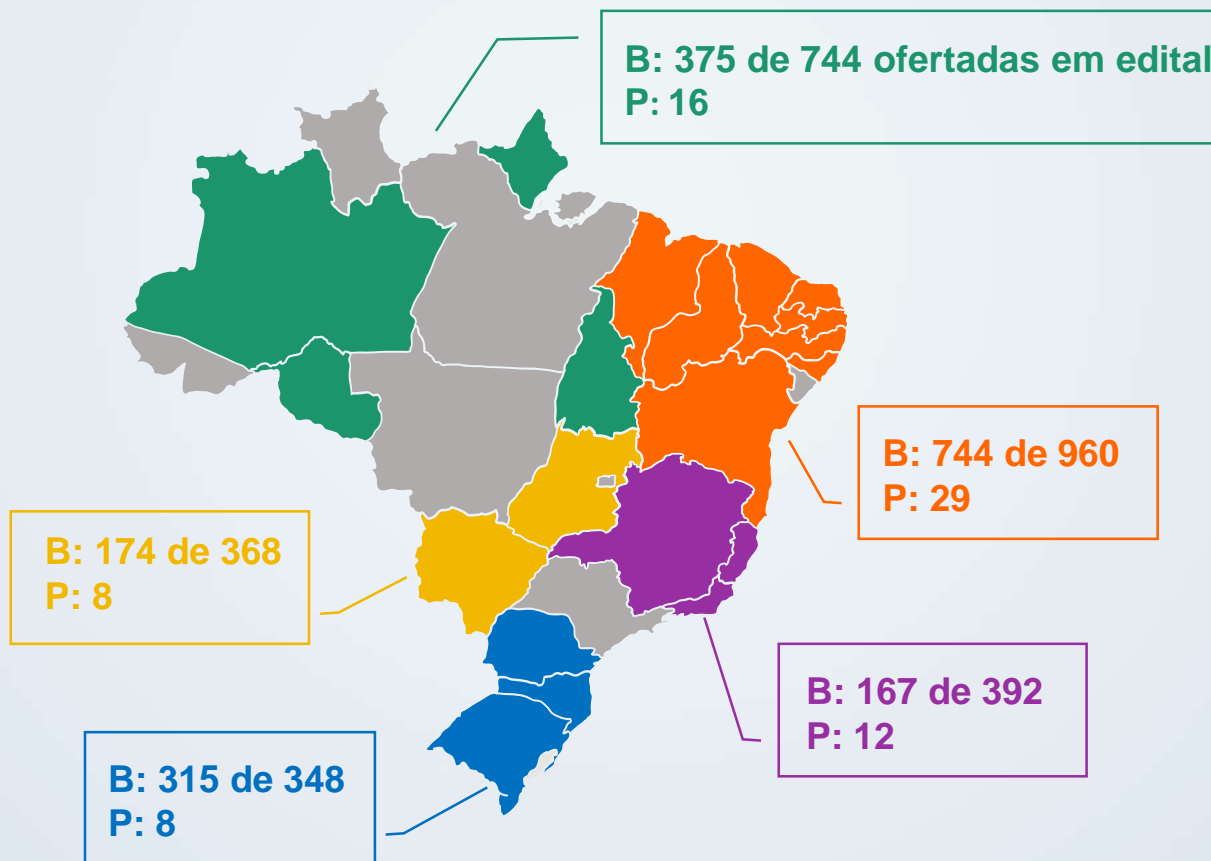 B: 375 de 744 ofertadas em edital
P: 16
B: 744 de 960
P: 29
B: 174 de 368
P: 8
B: 167 de 392
P: 12
B: 315 de 348
P: 8